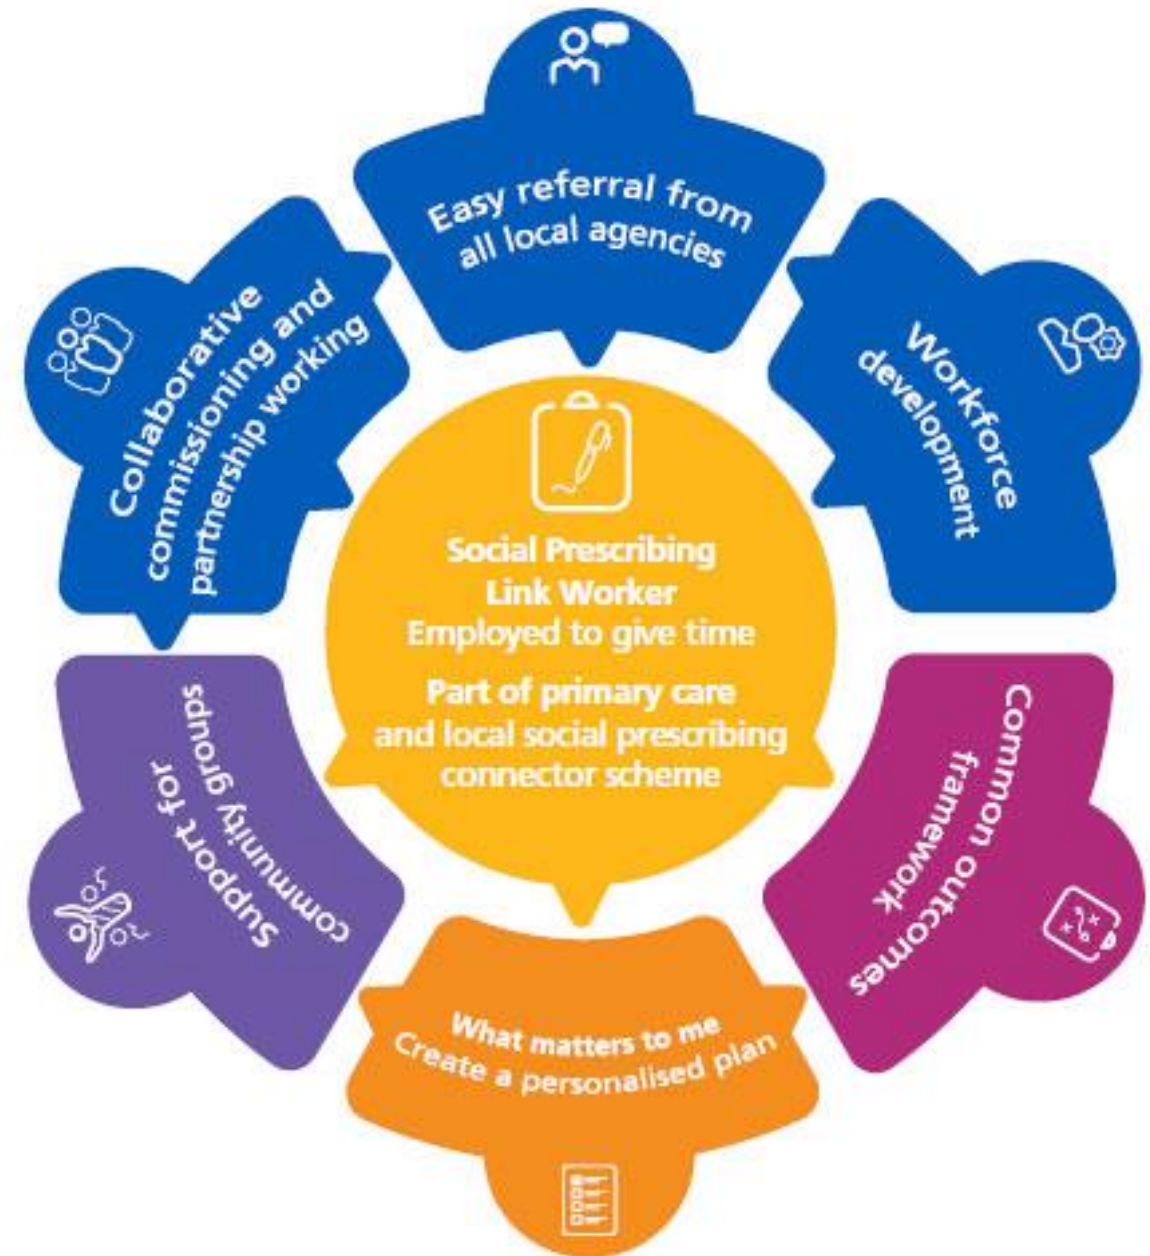 Easy referral from
all local agencies
Workforce
development
Common outcomes
framework
What matters to me
Create a personalised plan
Support for
community groups
Collaborative
commissioning and
partnership working
Social Prescribing
Link Worker
Employed to give time
Part of primary care
and local social prescribing
connector scheme